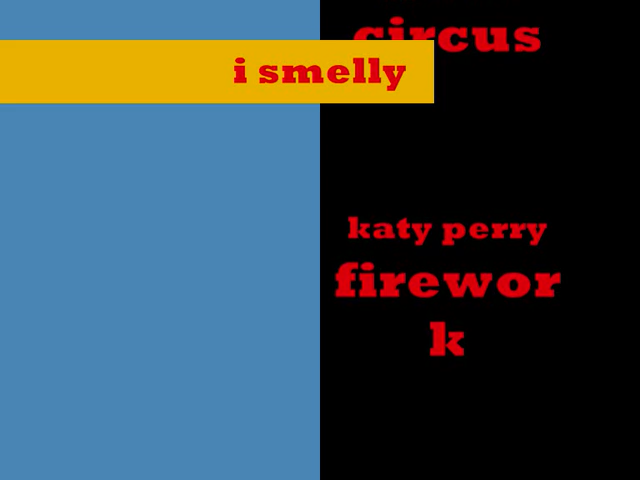 circus
i smelly
katy perry
firewor
k